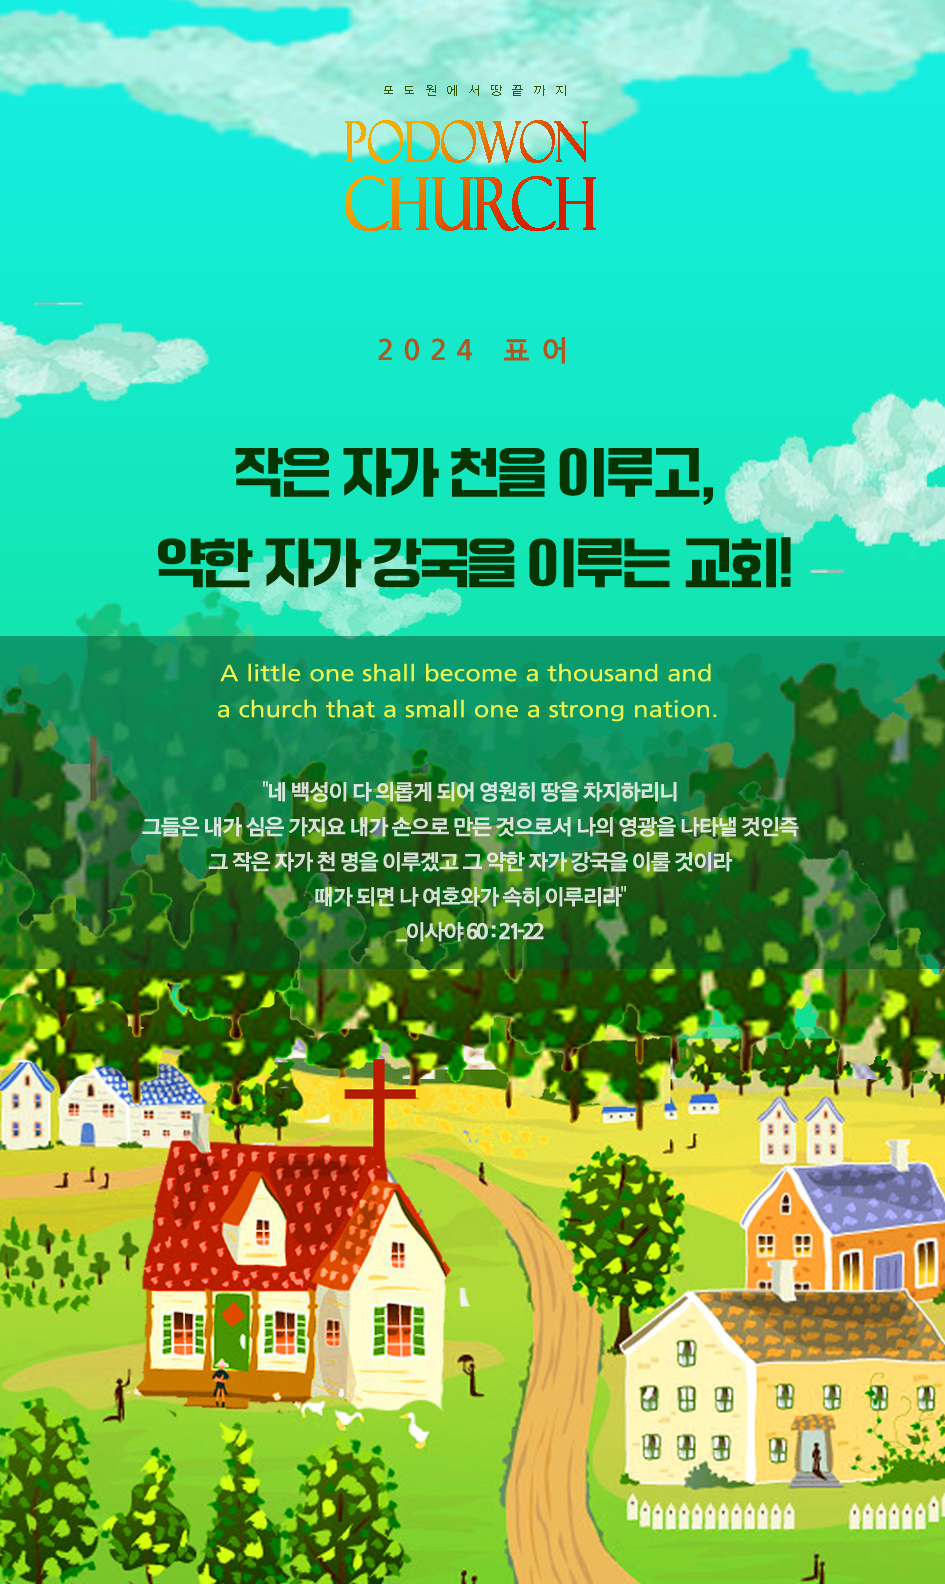 포도원에서땅끝까지
PODOWON
CHURCH
2024 표어
작은 자가 천을 이루고,
약한 자가 강국을 이루는 교회!
A little one shall become a thousand and
a church that a small one a strong nation.
"네 백성이 다 의롭게 되어 영원히 땅을 차지하리니
그들은 내가 심은 가지요 내가 손으로 만든 것으로서 나의 영광을 나타낼 것인즉
그 작은 자가 천 명을 이루겠고 그 약한 자가 강국을 이룰 것이라
때가 되면 나 여호와가 속히 이루리라"
_이사야 60 : 21-22